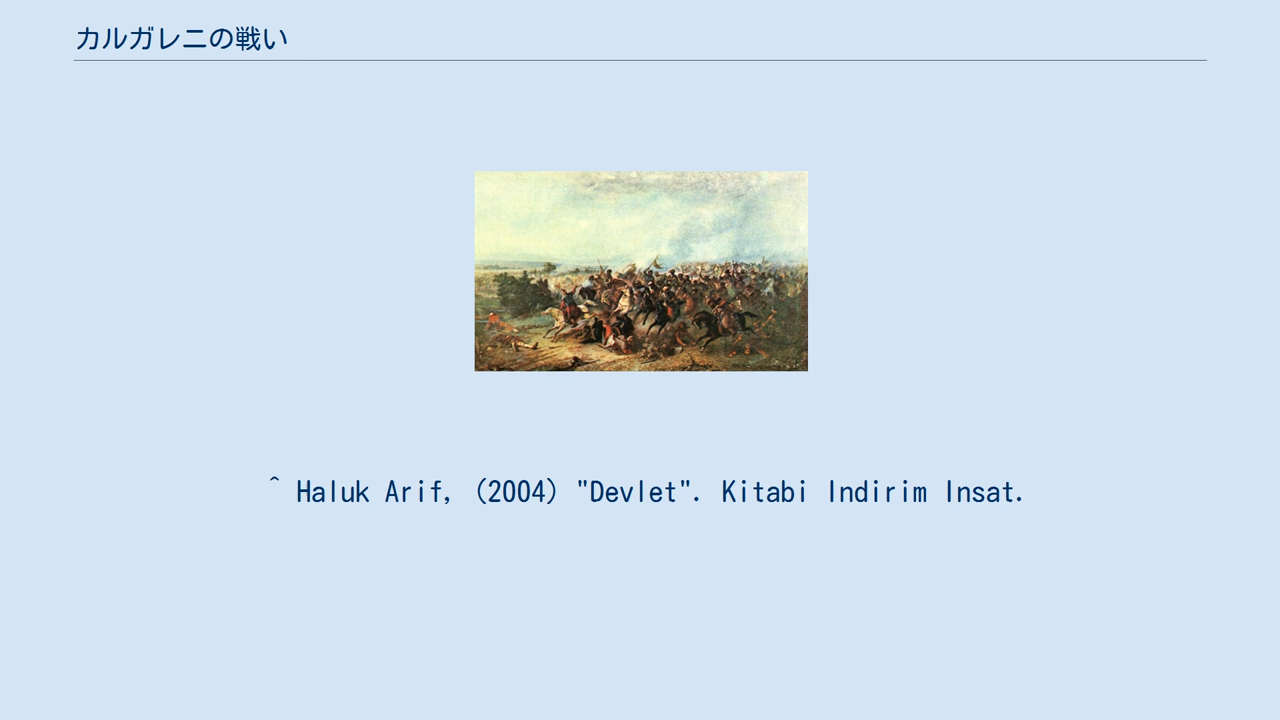 カルガレニの戦い
^ Haluk Arif, (2004) "Devlet". Kitabi Indirim Insat.